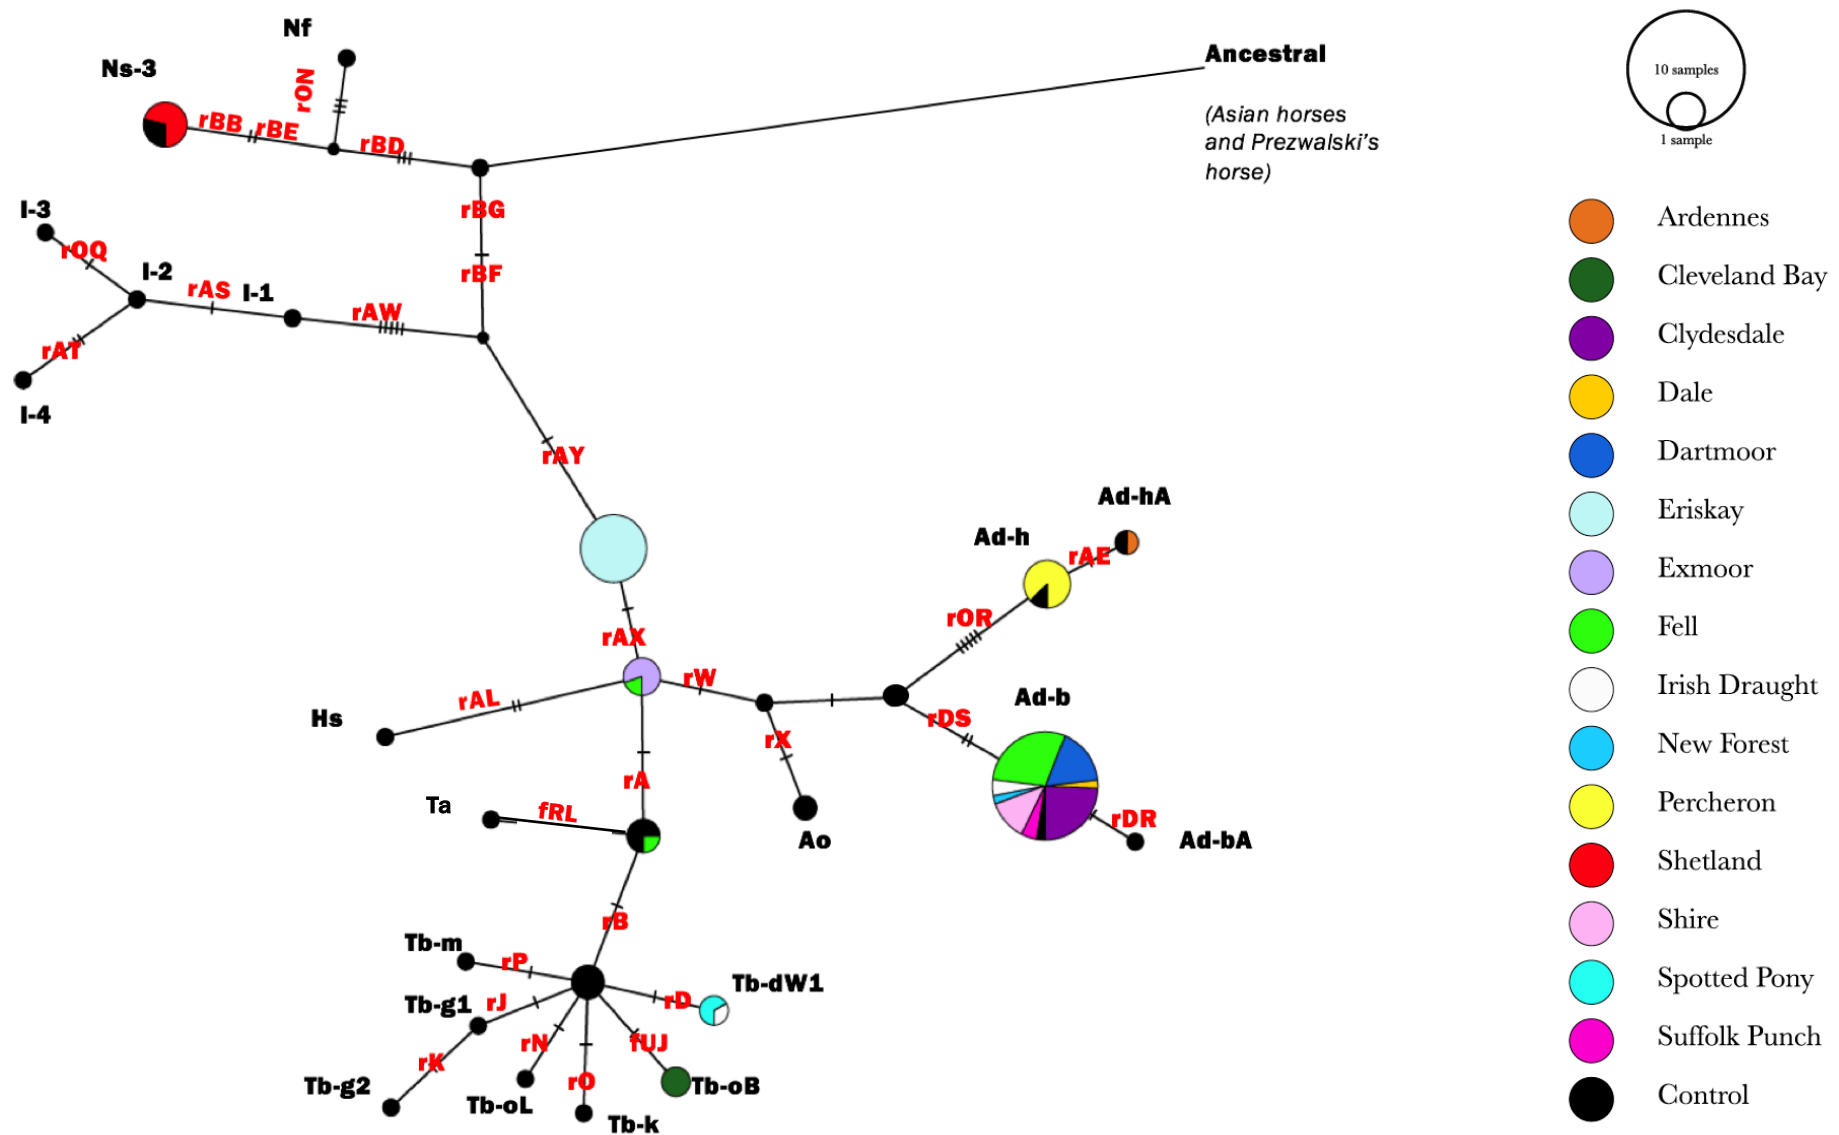 Nf
Ns-3
rON
rBB
rBE
rBD
Ancestral
(Asian horses
and Prezwalski's
horse)
10 samples
1 sample
I-3
rOQ
I-2
rAS
I-1
rAW
rAT
I-4
rBG
rBF
rAY
rAX
rAL
Hs
rW
rX
Ao
Ad-hA
Ad-h
rAE
rOR
Ad-b
rDS
rDR
Ad-bA
rA
Ta
fRL
rB
Tb-m
rP
Tb-g1
rJ
rK
Tb-g2
rN
Tb-oL
rO
Tb-k
fUJ
Tb-oB
rD
Tb-dW1
Ardennes
Cleveland Bay
Clydesdale
Dale
Dartmoor
Eriskay
Exmoor
Fell
Irish Draught
New Forest
Percheron
Shetland
Shire
Spotted Pony
Suffolk Punch
Control